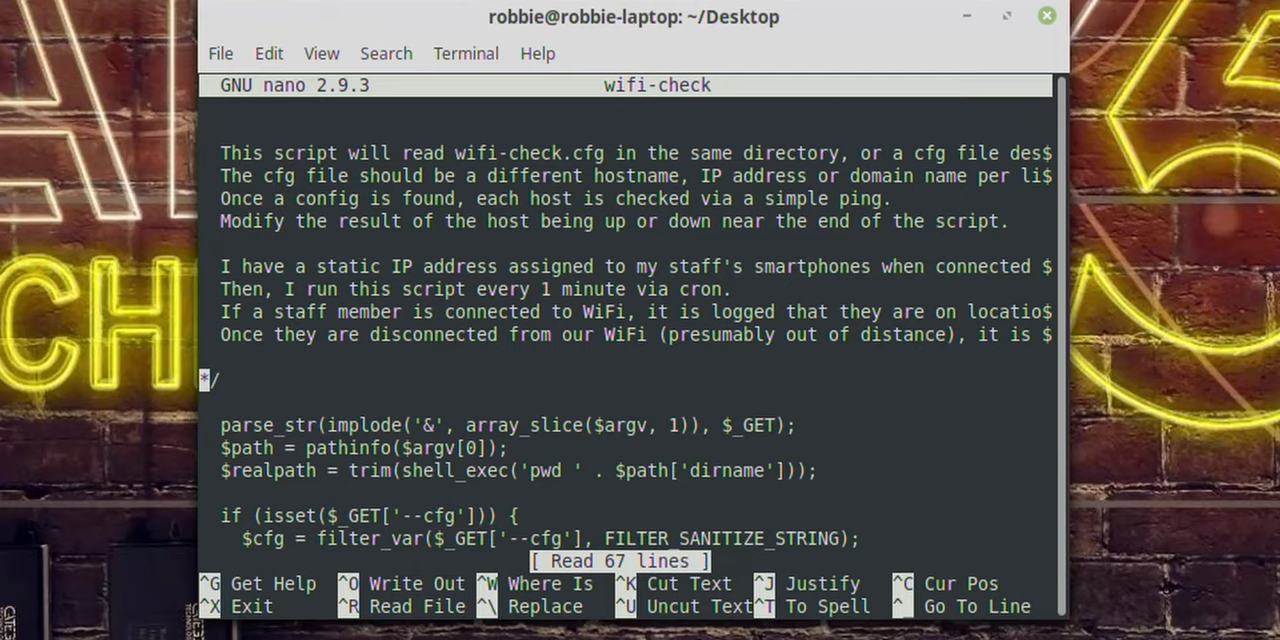 robbie@robbie-laptop: ~/Desktop
File Edit View Search Terminal Help
GNU nano 2.9.3 wifi-check
This script will read wifi-check.cfg in the same directory, or a cfg file des$
The cfg file should be a different hostname, IP address or domain name per li$
Once a config is found, each host is checked via a simple ping.
Modify the result of the host being up or down near the end of the script.
I have a static IP address assigned to my staff's smartphones when connected $
Then, I run this script every 1 minute via cron.
If a staff member is connected to WiFi, it is logged that they are on locatio$
Once they are disconnected from our WiFi (presumably out of distance), it is $
*/
parse_str(implode('&', array_slice($argv, 1)), $_GET);
$path = pathinfo($argv[0]);
$realpath = trim(shell_exec('pwd ' . $path['dirname']));
if (isset($_GET['--cfg'])) {
$cfg = filter_var($_GET['--cfg'], FILTER_SANITIZE_STRING);
[ Read 67 lines ]
^G Get Help ^O Write Out ^W Where Is ^K Cut Text ^J Justify ^C Cur Pos
^X Exit ^R Read File ^\ Replace ^U Uncut Text ^T To Spell ^_ Go To Line
CH